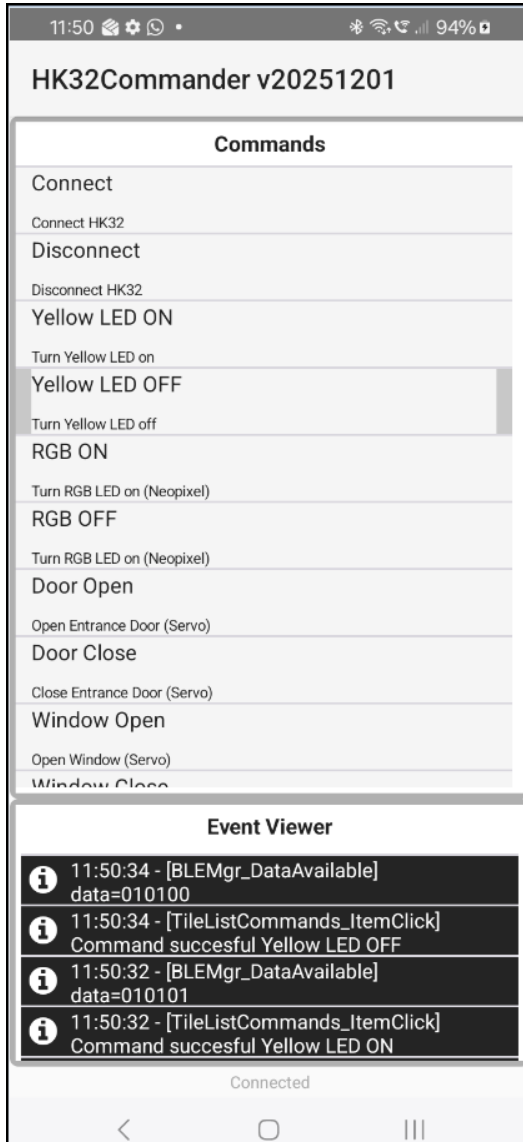 11:50
94%
HK32Commander v20251201
Commands
Connect
Connect HK32
Disconnect
Disconnect HK32
Yellow LED ON
Turn Yellow LED on
Yellow LED OFF
Turn Yellow LED off
RGB ON
Turn RGB LED on (Neopixel)
RGB OFF
Turn RGB LED on (Neopixel)
Door Open
Open Entrance Door (Servo)
Door Close
Close Entrance Door (Servo)
Window Open
Open Window (Servo)
Window Close
Event Viewer
11:50:34 - [BLEMgr_DataAvailable]
data=010100
11:50:34 - [TileListCommands_ItemClick]
Command succesful Yellow LED OFF
11:50:32 - [BLEMgr_DataAvailable]
data=010101
11:50:32 - [TileListCommands_ItemClick]
Command succesful Yellow LED ON
Connected